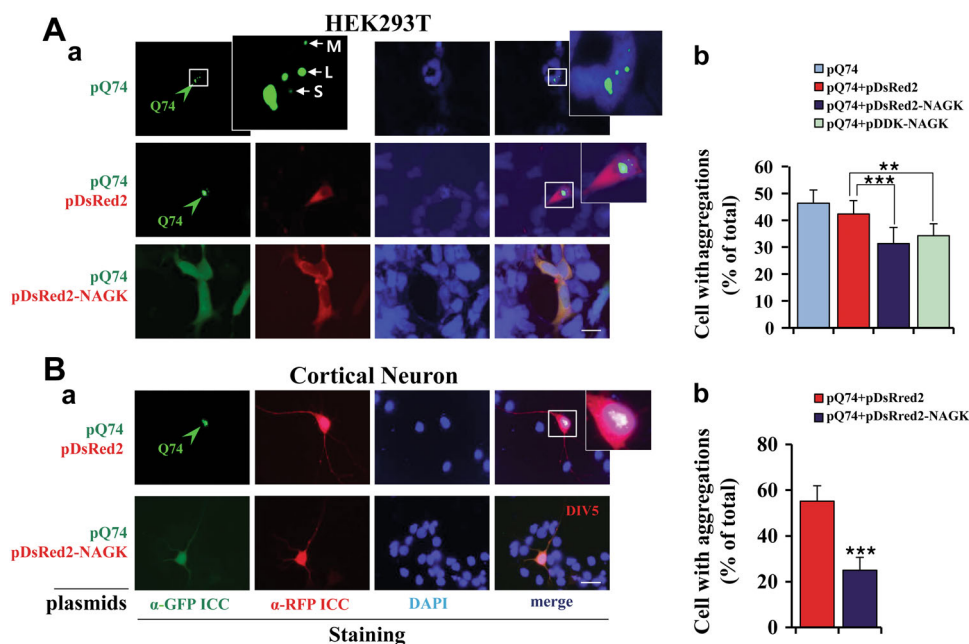 A
HEK293T
a
pQ74
Q74
M
L
S
pQ74
pDsRed2
Q74
pQ74
pDsRed2-NAGK
b
pQ74
pQ74+pDsRed2
pQ74+pDsRed2-NAGK
pQ74+pDDK-NAGK
Cell with aggregations
(% of total)
60
50
40
30
20
10
0
**
***
B
Cortical Neuron
a
pQ74
pDsRed2
Q74
pQ74
pDsRed2-NAGK
DIV5
plasmids
α-GFP ICC
α-RFP ICC
DAPI
merge
Staining
b
pQ74+pDsRred2
pQ74+pDsRred2-NAGK
Cell with aggregations
(% of total)
80
60
40
20
0
***